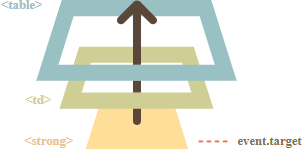 <table>
<td>
<strong>
event.target